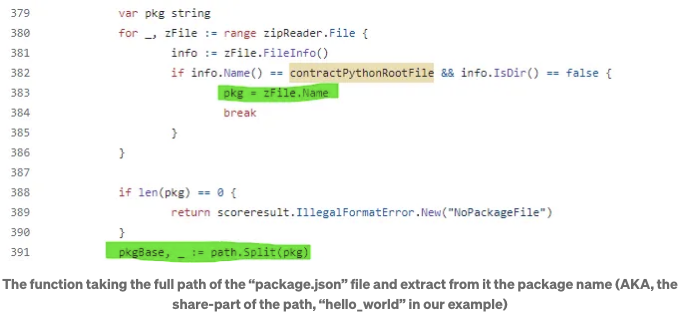 379 var pkg string
380 for _, zFile := range zipReader.File {
381 info := zFile.FileInfo()
382 if info.Name() == contractPythonRootFile && info.IsDir() == false {
383 pkg = zFile.Name
384 break
385 }
386 }
387
388 if len(pkg) == 0 {
389 return scoreresult.IllegalFormatError.New("NoPackageFile")
390 }
391 pkgBase, _ := path.Split(pkg)
The function taking the full path of the “package.json” file and extract from it the package name (AKA, the
share-part of the path, “hello_world” in our example)